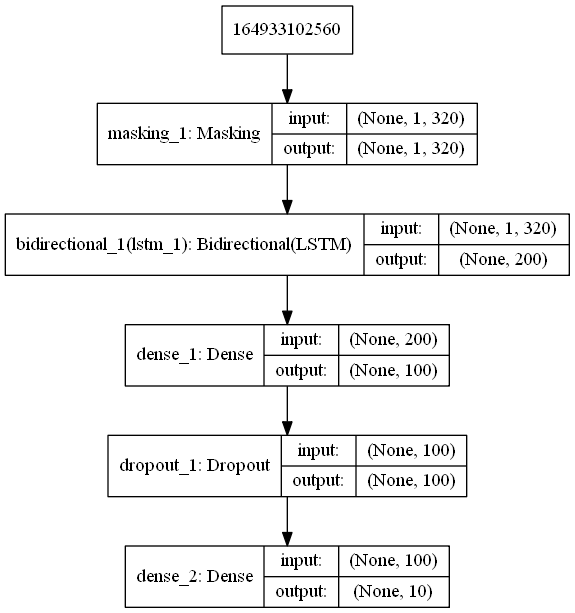 164933102560
masking_1: Masking
input:
(None, 1, 320)
output:
(None, 1, 320)
bidirectional_1(lstm_1): Bidirectional(LSTM)
input:
(None, 1, 320)
output:
(None, 200)
dense_1: Dense
input:
(None, 200)
output:
(None, 100)
dropout_1: Dropout
input:
(None, 100)
output:
(None, 100)
dense_2: Dense
input:
(None, 100)
output:
(None, 10)